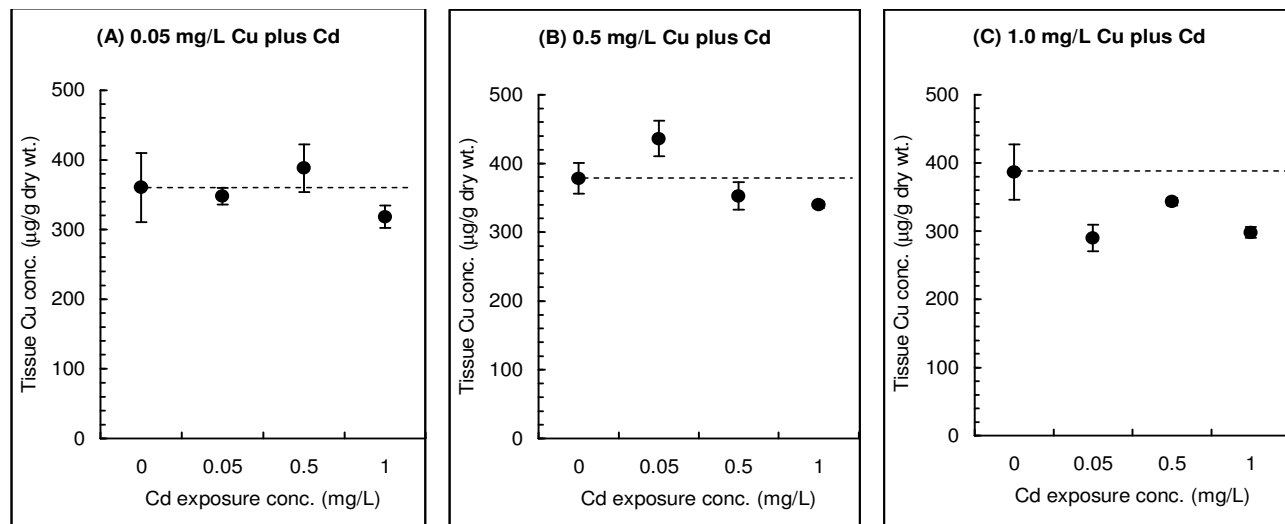 (A) 0.05 mg/L Cu plus Cd
Tissue Cu conc. (µg/g dry wt.)
500
400
300
200
100
0
0 0.05 0.5 1
Cd exposure conc. (mg/L)
(B) 0.5 mg/L Cu plus Cd
Tissue Cu conc. (µg/g dry wt.)
500
400
300
200
100
0
0 0.05 0.5 1
Cd exposure conc. (mg/L)
(C) 1.0 mg/L Cu plus Cd
Tissue Cu conc. (µg/g dry wt.)
500
400
300
200
100
0
0 0.05 0.5 1
Cd exposure conc. (mg/L)